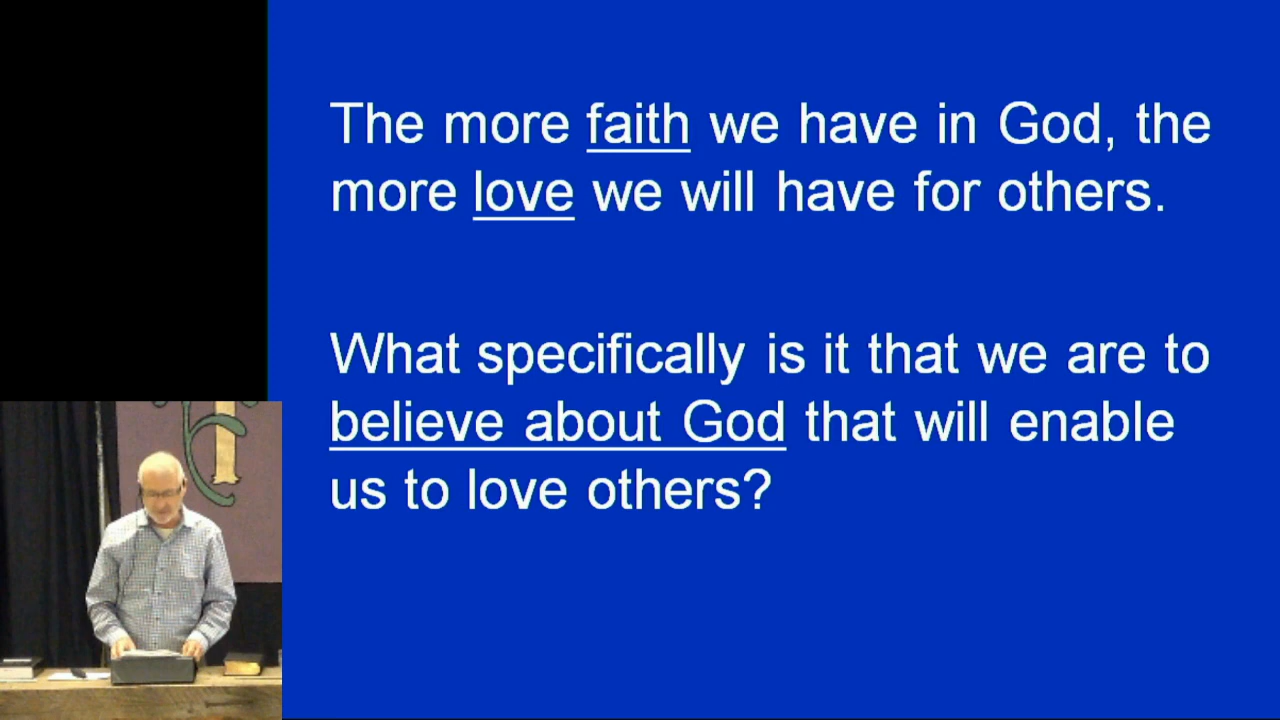 The more faith we have in God, the
more love we will have for others.
What specifically is it that we are to
believe about God that will enable
us to love others?